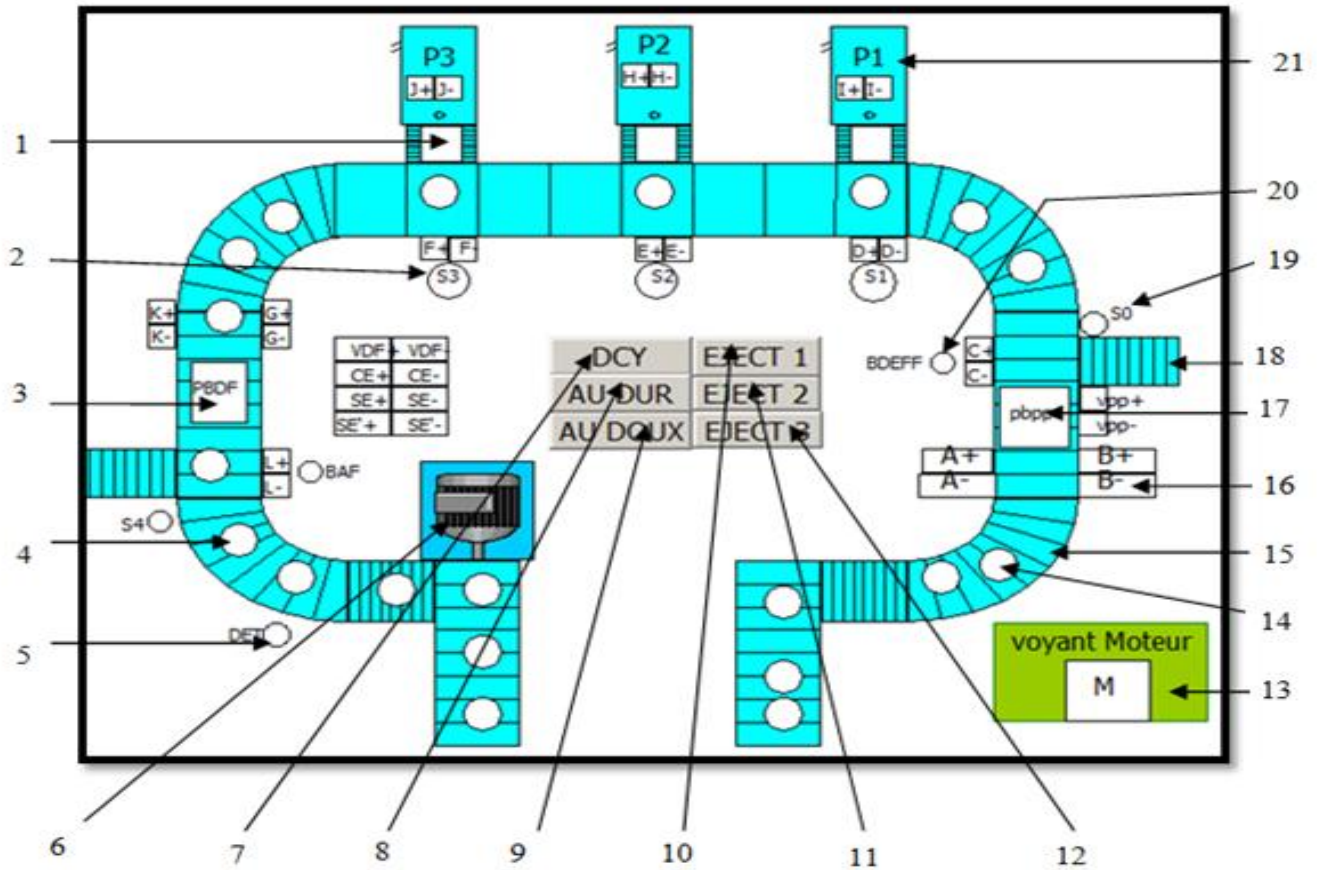 P3 P2 P1 21
J+ J- H+ H- I+ I-
1
20
2 F+ F- E+ E- D+ D- 19
S3 S2 S1
S0
K+ G+
K- G-
VDF+ VDF- DCY EJECT 1 BDEFF C+ 18
CE+ CE- C-
3 PBDF AU DUR EJECT 2 pbpp vpp+ 17
SE+ SE- vpp-
SE'+ SE'- AU DOUX EJECT 3
L+ BAF A+ B+
L- A- B- 16
S4
4 15
14
5 DET voyant Moteur
M 13
6 7 8 9 10 11 12